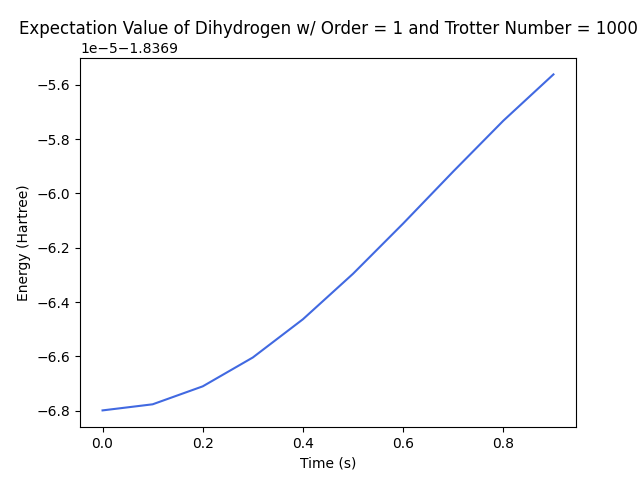 Expectation Value of Dihydrogen w/ Order = 1 and Trotter Number = 1000
1e−5−1.8369
−5.6
−5.8
−6.0
−6.2
−6.4
−6.6
−6.8
Energy (Hartree)
0.0 0.2 0.4 0.6 0.8
Time (s)